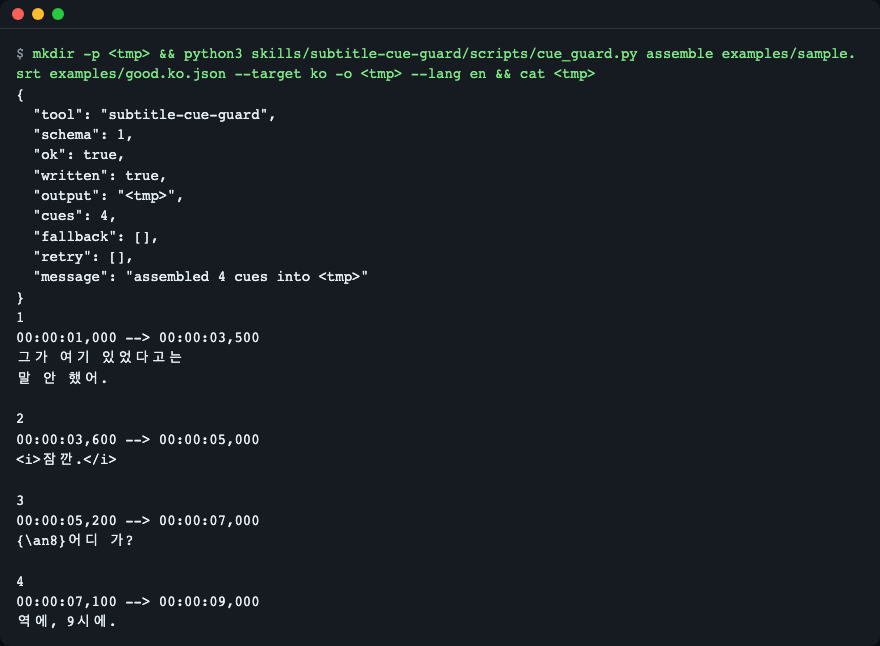 $ mkdir -p <tmp> && python3 skills/subtitle-cue-guard/scripts/cue_guard.py assemble examples/sample.
srt examples/good.ko.json --target ko -o <tmp> --lang en && cat <tmp>
{
  "tool": "subtitle-cue-guard",
  "schema": 1,
  "ok": true,
  "written": true,
  "output": "<tmp>",
  "cues": 4,
  "fallback": [],
  "retry": [],
  "message": "assembled 4 cues into <tmp>"
}
1
00:00:01,000 --> 00:00:03,500
그가 여기 있었다고는
말 안 했어.

2
00:00:03,600 --> 00:00:05,000
<i>잠깐.</i>

3
00:00:05,200 --> 00:00:07,000
{\an8}어디 가?

4
00:00:07,100 --> 00:00:09,000
역에, 9시에.